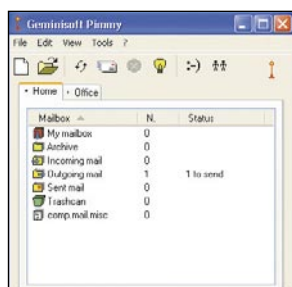 Geminisoft Pimmy
File Edit View Tools ?
:-)
• Home • Office
Mailbox N. Status
My mailbox 0
Archive 0
Incoming mail 0
Outgoing mail 1 1 to send
Sent mail 0
Trashcan 0
comp.mail.misc 0